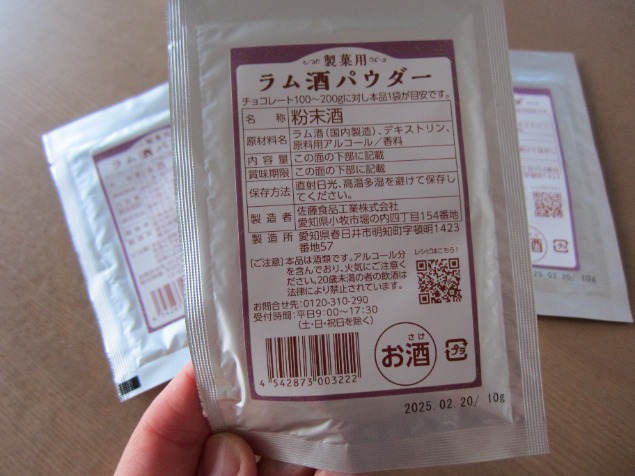 製菓用
ラム酒パウダー
チョコレート100〜200gに対し本品1袋が目安です。
名称 粉末酒
原材料名 ラム酒(国内製造)、デキストリン、
原料用アルコール/香料
内容量 この面の下部に記載
賞味期限 この面の下部に記載
保存方法 直射日光、高温多湿を避けて保存し
てください。
製造者 佐藤食品工業株式会社
愛知県小牧市堀の内四丁目154番地
製造所 愛知県春日井市明知町字頓明1423
番地57
[ご注意]本品は酒類です。アルコール分
を含んでおり、火気にご注意くだ
さい。20歳未満の者の飲酒は
法律により禁止されています。
レシピはこちら!
お問合せ先:0120-310-290
受付時間:平日9:00〜17:30
(土・日・祝日を除く)
4 542873 003222
さけ
お酒
プラ
2025.02.20/ 10g
ラム酒パ
お酒
2025.02.20/ 10g